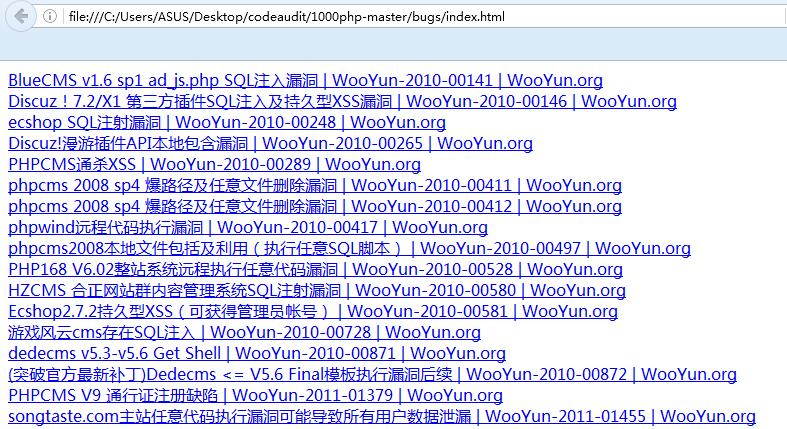 file:///C:/Users/ASUS/Desktop/codeaudit/1000php-master/bugs/index.html
BlueCMS v1.6 sp1 ad_js.php SQL注入漏洞 | WooYun-2010-00141 | WooYun.org
Discuz！7.2/X1 第三方插件SQL注入及持久型XSS漏洞 | WooYun-2010-00146 | WooYun.org
ecshop SQL注射漏洞 | WooYun-2010-00248 | WooYun.org
Discuz!漫游插件API本地包含漏洞 | WooYun-2010-00265 | WooYun.org
PHPCMS通杀XSS | WooYun-2010-00289 | WooYun.org
phpcms 2008 sp4 爆路径及任意文件删除漏洞 | WooYun-2010-00411 | WooYun.org
phpcms 2008 sp4 爆路径及任意文件删除漏洞 | WooYun-2010-00412 | WooYun.org
phpwind远程代码执行漏洞 | WooYun-2010-00417 | WooYun.org
phpcms2008本地文件包括及利用（执行任意SQL脚本） | WooYun-2010-00497 | WooYun.org
PHP168 V6.02整站系统远程执行任意代码漏洞 | WooYun-2010-00528 | WooYun.org
HZCMS 合正网站群内容管理系统SQL注射漏洞 | WooYun-2010-00580 | WooYun.org
Ecshop2.7.2持久型XSS（可获得管理员帐号） | WooYun-2010-00581 | WooYun.org
游戏风云cms存在SQL注入 | WooYun-2010-00728 | WooYun.org
dedecms v5.3-v5.6 Get Shell | WooYun-2010-00871 | WooYun.org
(突破官方最新补丁)Dedecms <= V5.6 Final模板执行漏洞后续 | WooYun-2010-00872 | WooYun.org
PHPCMS V9 通行证注册缺陷 | WooYun-2011-01379 | WooYun.org
songtaste.com主站任意代码执行漏洞可能导致所有用户数据泄漏 | WooYun-2011-01455 | WooYun.org